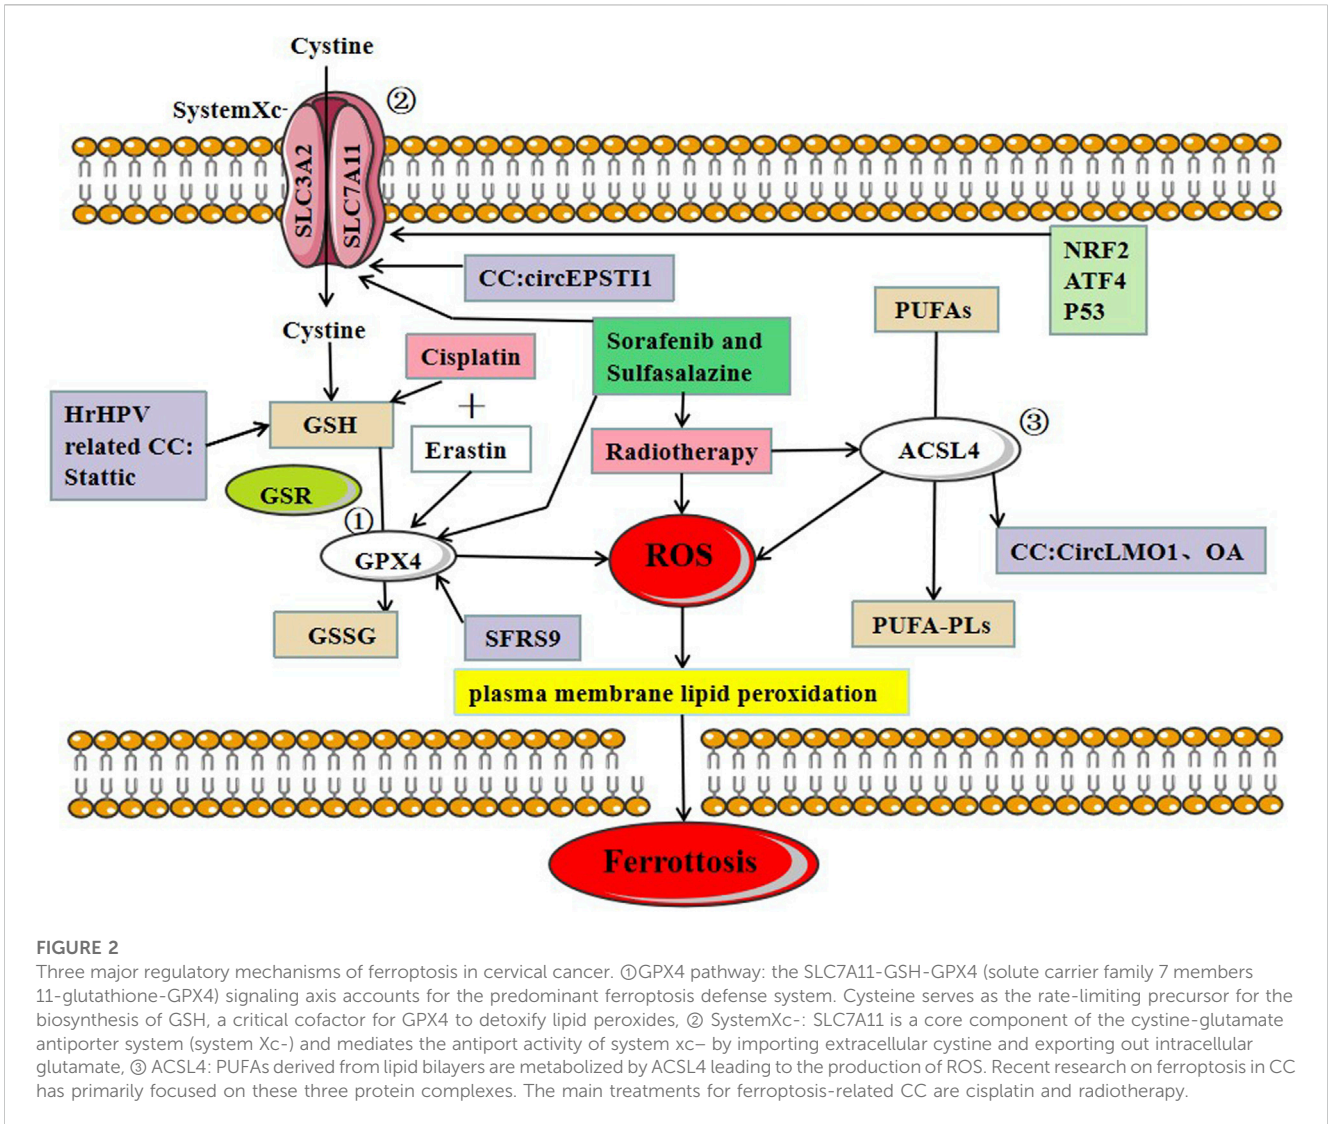 Cystine
SystemXc-
②
SLC3A2
SLC7A11
NRF2
ATF4
P53
CC:circEPSTI1
PUFAs
Cystine
Sorafenib and
Sulfasalazine
Cisplatin
+
HrHPV
related CC:
Stattic
GSH
Erastin
Radiotherapy
ACSL4
③
GSR
①
GPX4
ROS
CC:CircLMO1、OA
GSSG
SFRS9
PUFA-PLs
plasma membrane lipid peroxidation
Ferrottosis
FIGURE 2
Three major regulatory mechanisms of ferroptosis in cervical cancer. ①GPX4 pathway: the SLC7A11-GSH-GPX4 (solute carrier family 7 members
11-glutathione-GPX4) signaling axis accounts for the predominant ferroptosis defense system. Cysteine serves as the rate-limiting precursor for the
biosynthesis of GSH, a critical cofactor for GPX4 to detoxify lipid peroxides, ② SystemXc-: SLC7A11 is a core component of the cystine-glutamate
antiporter system (system Xc-) and mediates the antiport activity of system xc– by importing extracellular cystine and exporting out intracellular
glutamate, ③ ACSL4: PUFAs derived from lipid bilayers are metabolized by ACSL4 leading to the production of ROS. Recent research on ferroptosis in CC
has primarily focused on these three protein complexes. The main treatments for ferroptosis-related CC are cisplatin and radiotherapy.